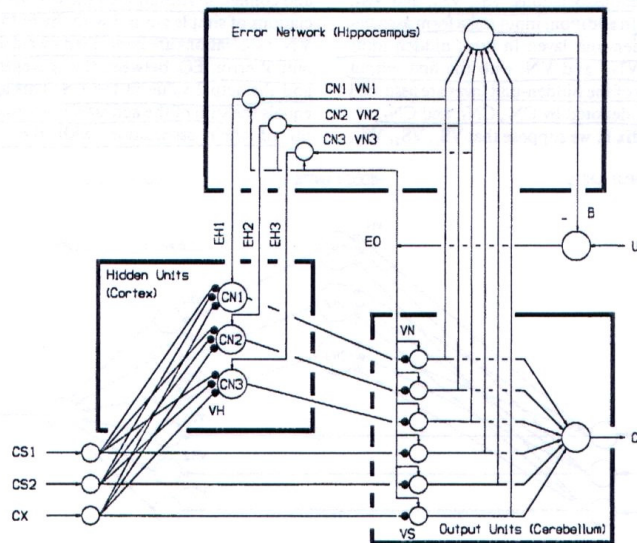 Error Network (Hippocampus)
CN1 VN1
CN2 VN2
CN3 VN3
B
-
EH1
EH2
EH3
EO
Hidden Units
(Cortex)
CN1
CN2
CN3
VH
VN
CS1
CS2
CX
VS
Output Units (Cerebellum)